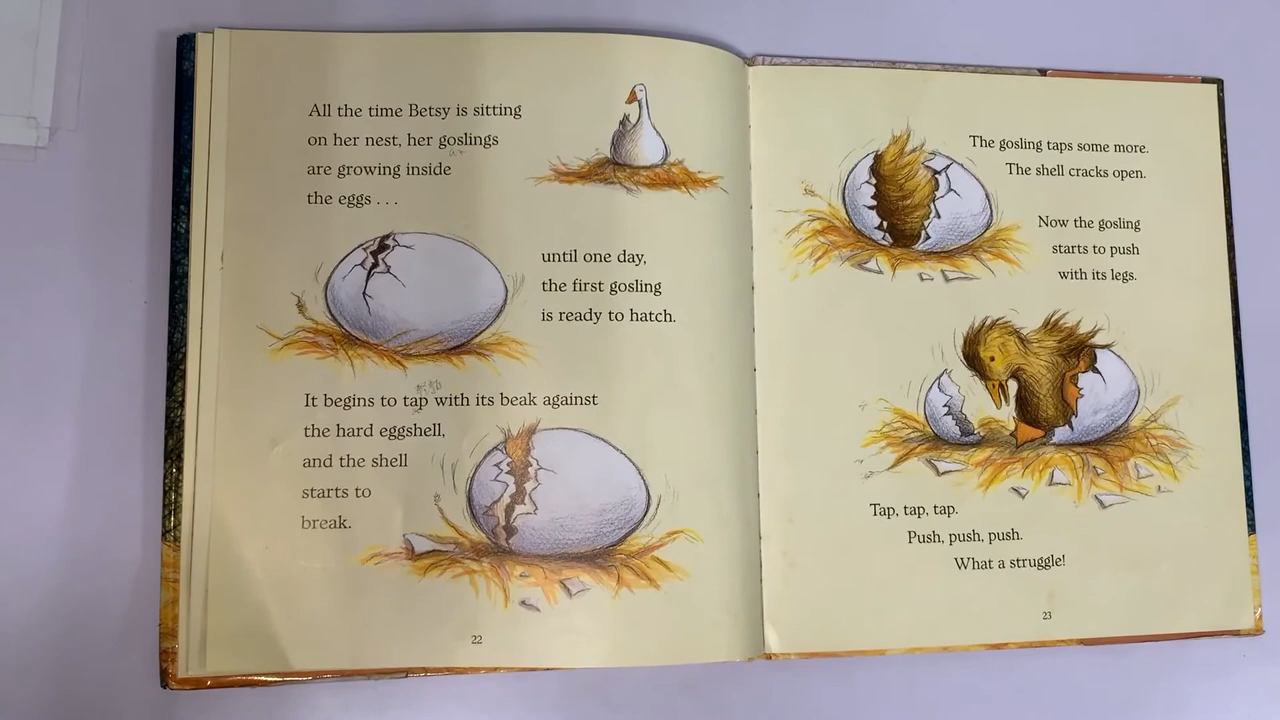 All the time Betsy is sitting
on her nest, her goslings
are growing inside
the eggs . . .
until one day,
the first gosling
is ready to hatch.
It begins to tap with its beak against
the hard eggshell,
and the shell
starts to
break.
22
The gosling taps some more.
The shell cracks open.
Now the gosling
starts to push
with its legs.
Tap, tap, tap.
Push, push, push.
What a struggle!
23